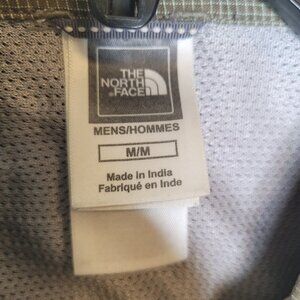 THE
NORTH
FACE
MENS/HOMMES
M/M
Made in India
Fabriqué en Inde